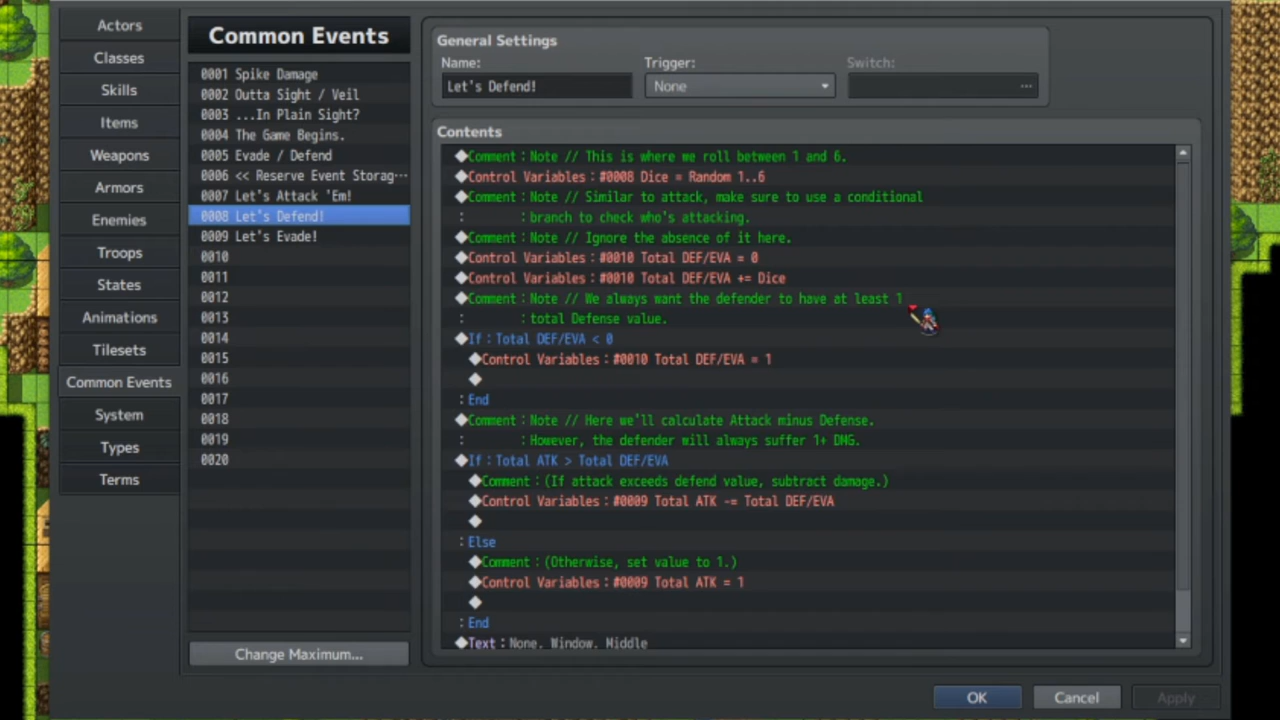 Actors
Classes
Skills
Items
Weapons
Armors
Enemies
Troops
States
Animations
Tilesets
Common Events
System
Types
Terms
Common Events
0001 Spike Damage
0002 Outta Sight / Veil
0003 ...In Plain Sight?
0004 The Game Begins.
0005 Evade / Defend
0006 << Reserve Event Storag···
0007 Let's Attack 'Em!
0008 Let's Defend!
0009 Let's Evade!
0010
0011
0012
0013
0014
0015
0016
0017
0018
0019
0020
Change Maximum...
General Settings
Name:
Trigger:
Switch:
Let's Defend!
None
...
Contents
◆Comment：Note // This is where we roll between 1 and 6.
◆Control Variables：#0008 Dice = Random 1..6
◆Comment：Note // Similar to attack, make sure to use a conditional
：        ：branch to check who's attacking.
◆Comment：Note // Ignore the absence of it here.
◆Control Variables：#0010 Total DEF/EVA = 0
◆Control Variables：#0010 Total DEF/EVA += Dice
◆Comment：Note // We always want the defender to have at least 1
：        ：total Defense value.
◆If：Total DEF/EVA < 0
◆Control Variables：#0010 Total DEF/EVA = 1
◆
：End
◆Comment：Note // Here we'll calculate Attack minus Defense.
：        ：However, the defender will always suffer 1+ DMG.
◆If：Total ATK > Total DEF/EVA
◆Comment：(If attack exceeds defend value, subtract damage.)
◆Control Variables：#0009 Total ATK -= Total DEF/EVA
◆
：Else
◆Comment：(Otherwise, set value to 1.)
◆Control Variables：#0009 Total ATK = 1
◆
：End
◆Text：None, Window, Middle
OK
Cancel
Apply